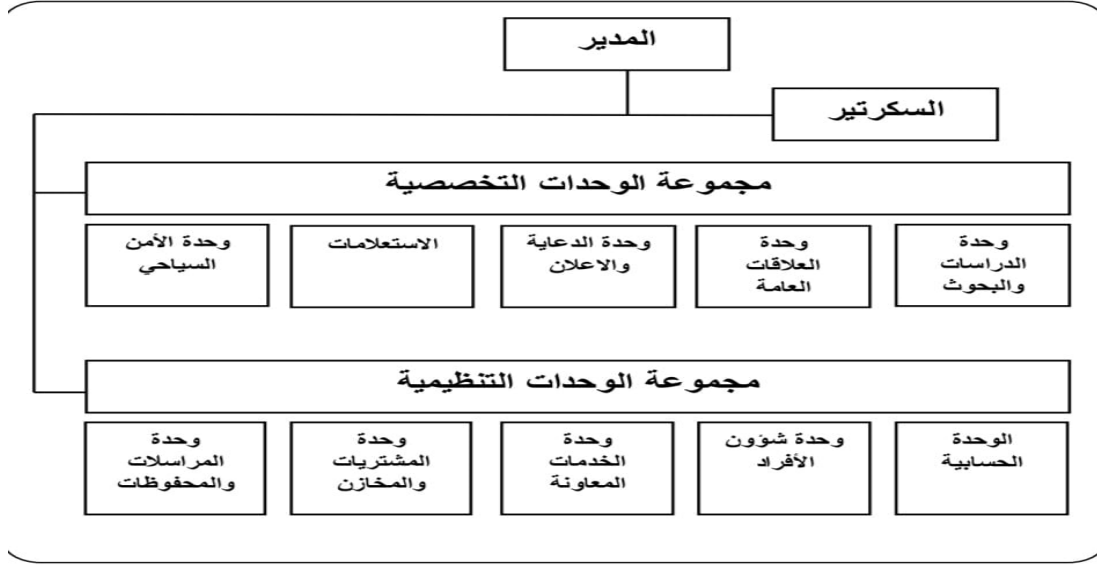 المدير
السكرتير
مجموعة الوحدات التخصصية
وحدة
الدراسات
والبحوث
وحدة
العلاقات
العامة
وحدة الدعاية
والاعلان
الاستعلامات
وحدة الأمن
السياحي
مجموعة الوحدات التنظيمية
الوحدة
الحسابية
وحدة شؤون
الأفراد
وحدة
الخدمات
المعاونة
وحدة
المشتريات
والمخازن
وحدة
المراسلات
والمحفوظات